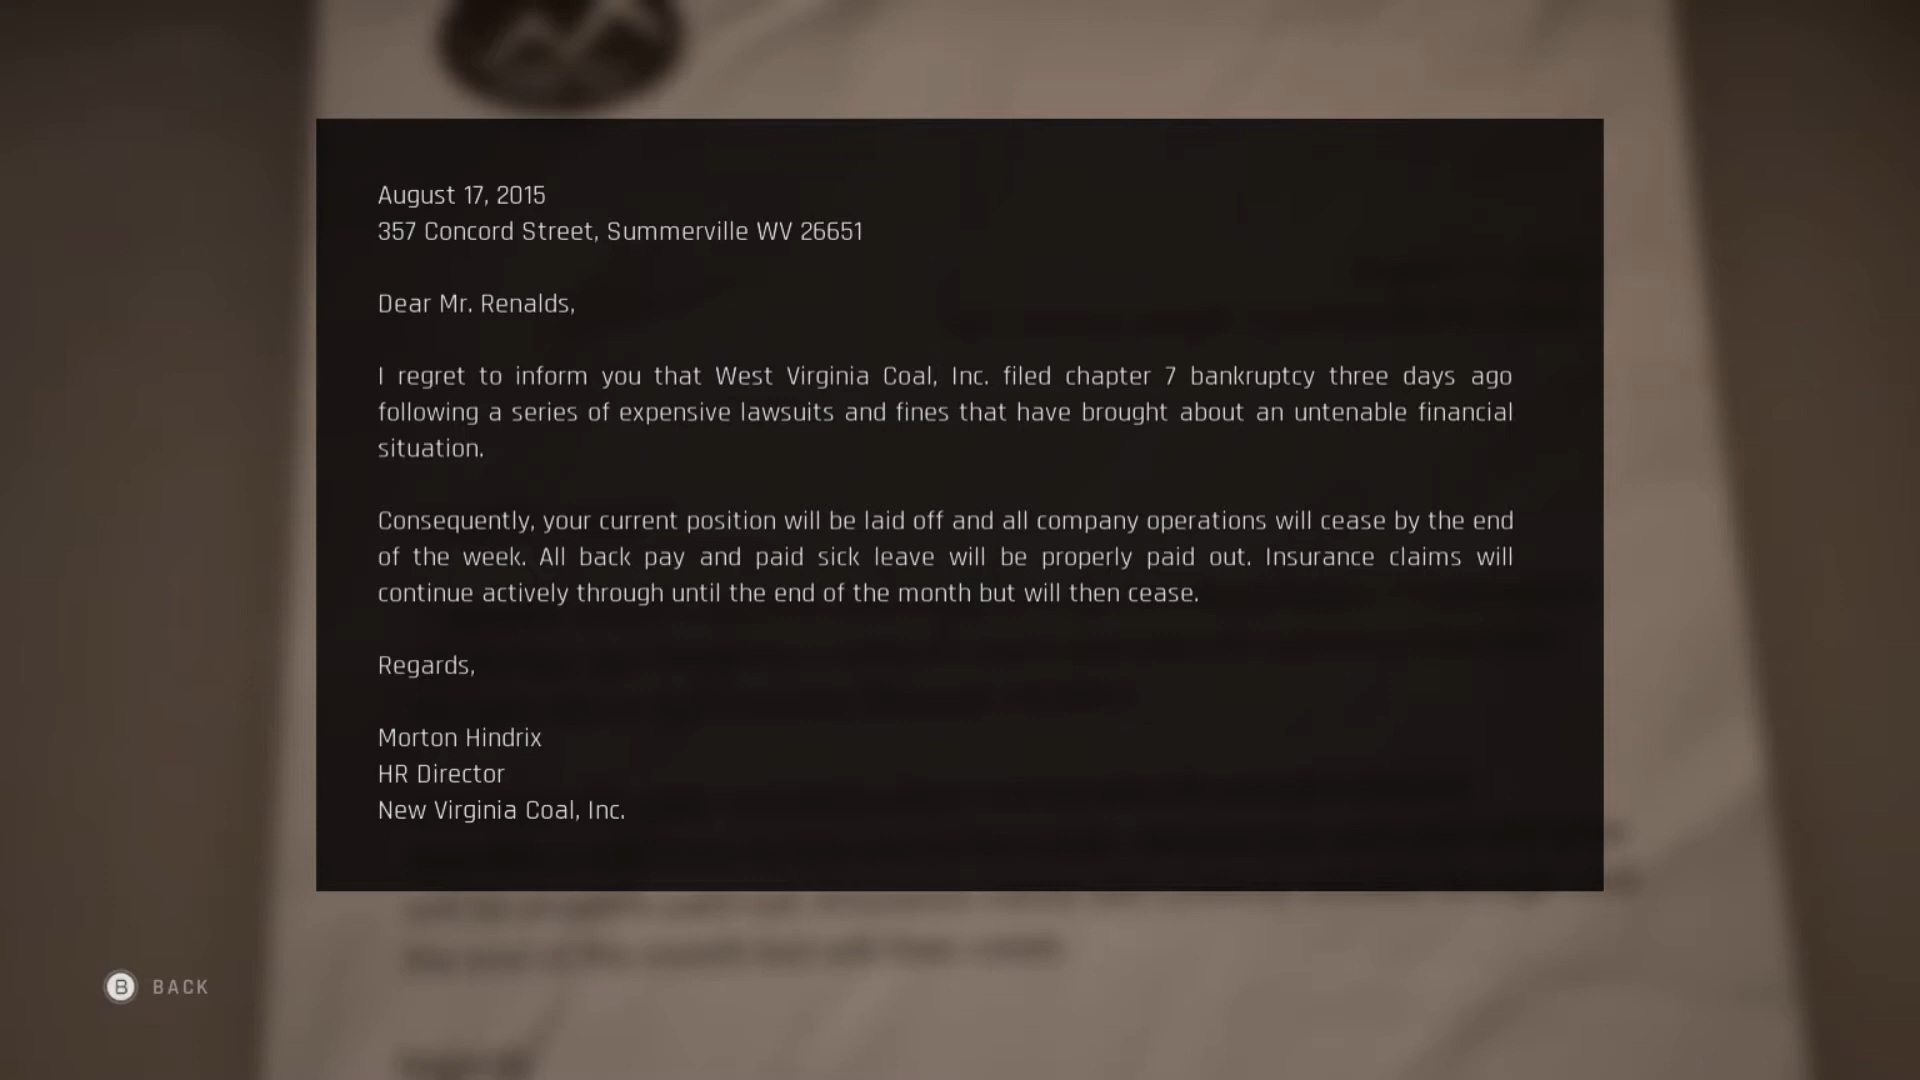 August 17, 2015
357 Concord Street, Summerville WV 26651
Dear Mr. Renalds,
I regret to inform you that West Virginia Coal, Inc. filed chapter 7 bankruptcy three days ago
following a series of expensive lawsuits and fines that have brought about an untenable financial
situation.
Consequently, your current position will be laid off and all company operations will cease by the end
of the week. All back pay and paid sick leave will be properly paid out. Insurance claims will
continue actively through until the end of the month but will then cease.
Regards,
Morton Hindrix
HR Director
New Virginia Coal, Inc.
B BACK